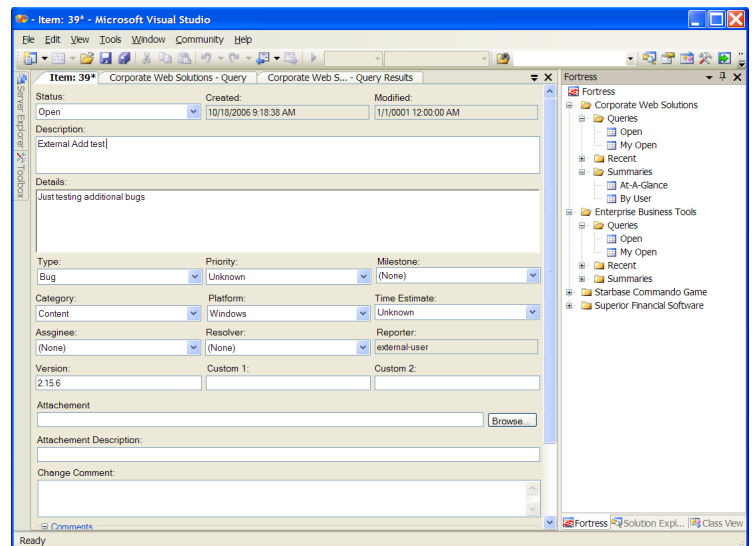 - Item: 39* - Microsoft Visual Studio
File Edit View Tools Window Community Help
Item: 39* Corporate Web Solutions - Query Corporate Web S... - Query Results
Server Explorer
Toolbox
Status: Created: Modified:
Open 10/18/2006 9:18:38 AM 1/1/0001 12:00:00 AM
Description:
External Add test
Details:
Just testing additional bugs
Type: Priority: Milestone:
Bug Unknown (None)
Category: Platform: Time Estimate:
Content Windows Unknown
Assginee: Resolver: Reporter:
(None) (None) external-user
Version: Custom 1: Custom 2:
2.15.6
Attachement
Browse...
Attachement Description:
Change Comment:
Comments
Fortress
Fortress
Corporate Web Solutions
Queries
Open
My Open
Recent
Summaries
At-A-Glance
By User
Enterprise Business Tools
Queries
Open
My Open
Recent
Summaries
Starbase Commando Game
Superior Financial Software
Fortress Solution Expl... Class View
Ready